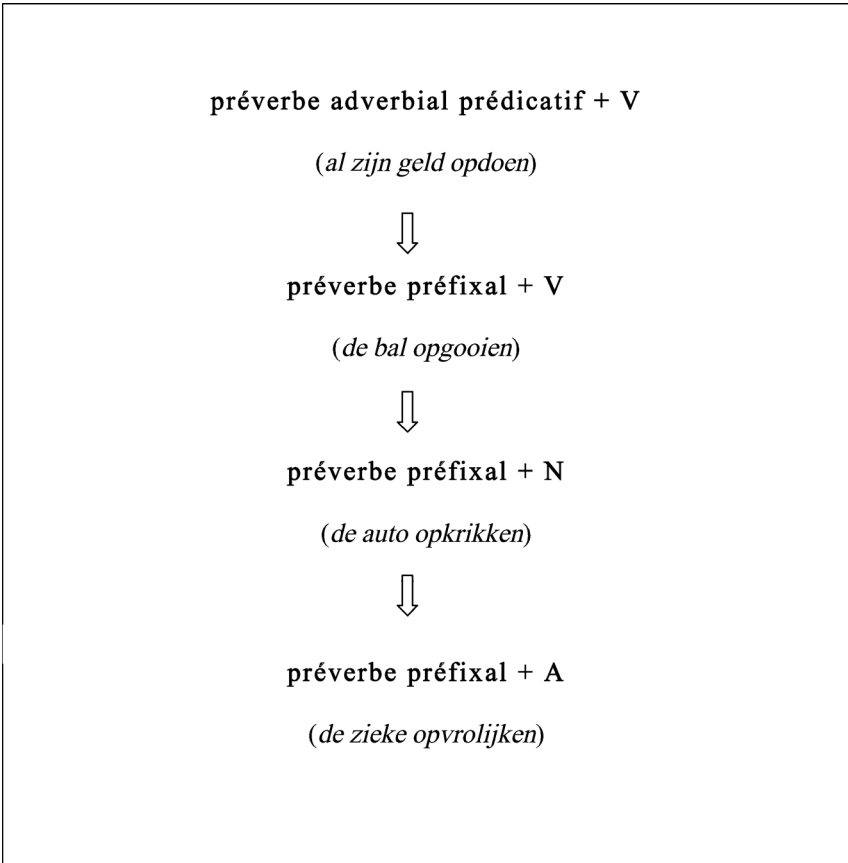 préverbe adverbial prédicatif + V
(al zijn geld opdoen)
préverbe préfixal + V
(de bal opgooien)
préverbe préfixal + N
(de auto opkrikken)
préverbe préfixal + A
(de zieke opvrolijken)